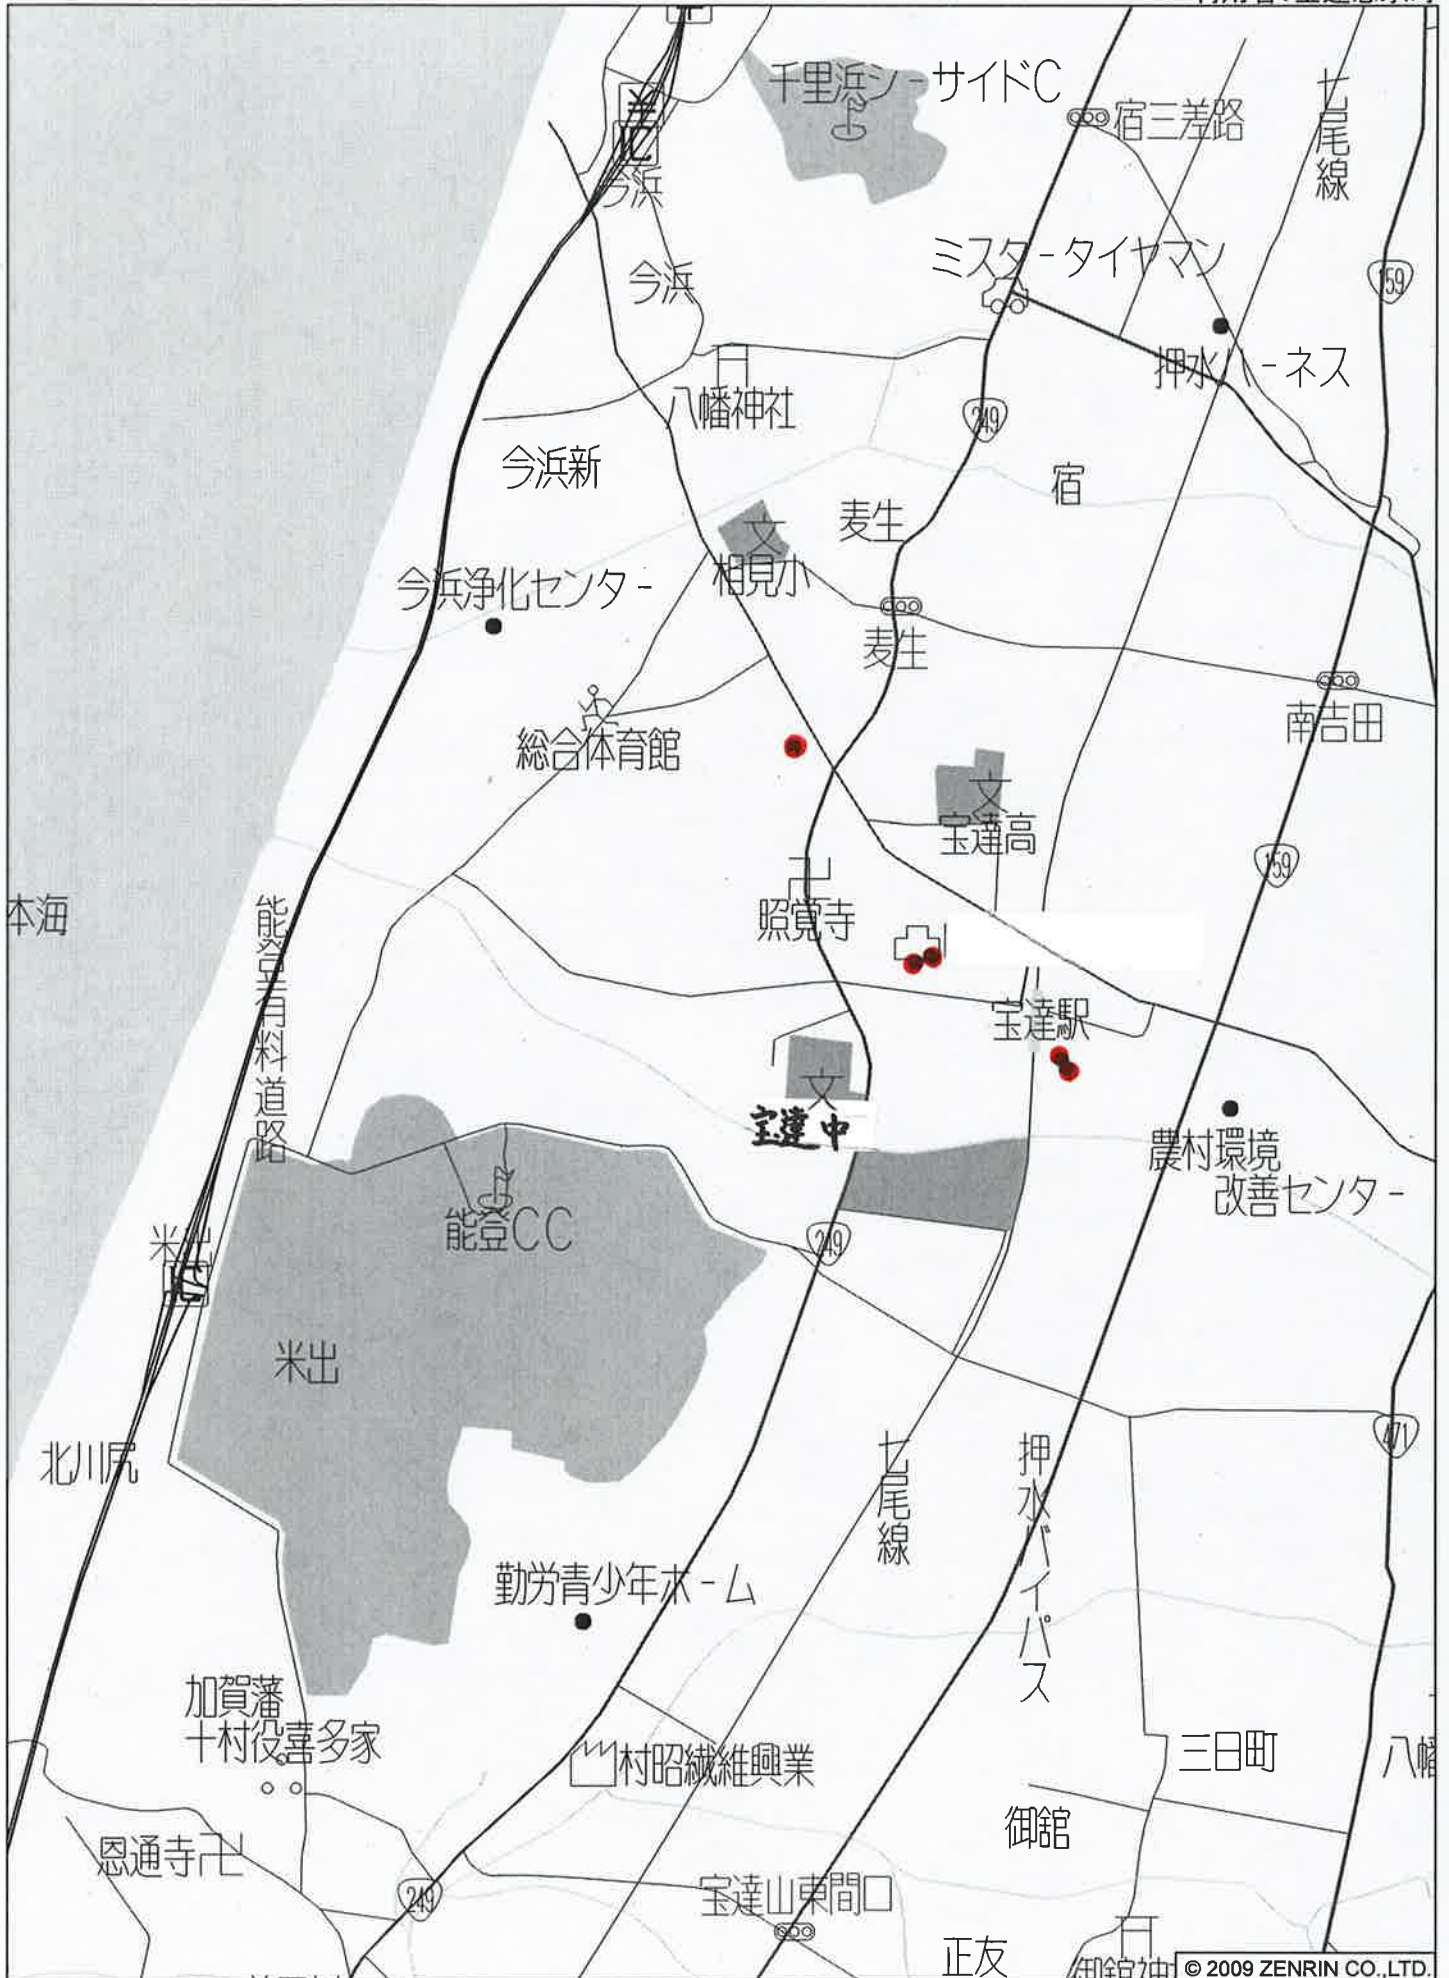 千里浜シーサイドC
宿三差路
七尾線
今浜
ミスタータイヤマン
159
今浜
押水ハーネス
八幡神社
249
今浜新
宿
麦生
相見小
今浜浄化センター
麦生
南吉田
総合体育館
宝達高
159
照覚寺
本海
能登有料道路
宝達駅
宝達中
農村環境
改善センター
能登CC
249
米出
米出
北川尻
七尾線
押水バイパス
471
勤労青少年ホーム
加賀藩
十村役喜多家
村昭繊維興業
三日町
八幡
御舘
恩通寺
249
宝達山東間口
正友
御舘神社
© 2009 ZENRIN CO.,LTD.